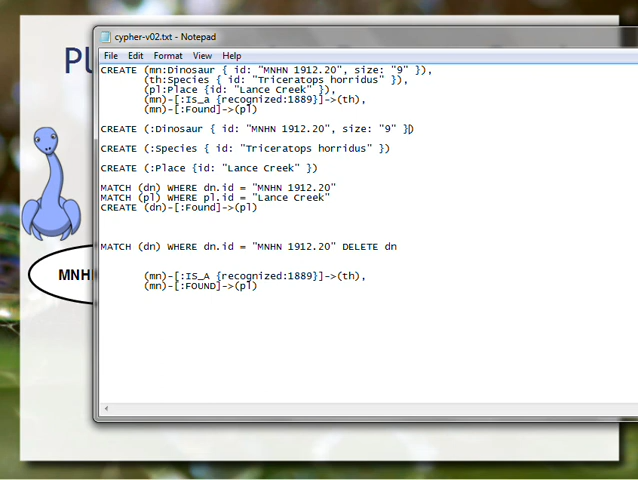 Pl
cypher-v02.txt - Notepad
File Edit Format View Help
CREATE (mn:Dinosaur { id: "MNHN 1912.20", size: "9" }),
(th:Species { id: "Triceratops horridus" }),
(pl:Place {id: "Lance Creek" }),
(mn)-[:Is_a {recognized:1889}]->(th),
(mn)-[:Found]->(pl)
CREATE (:Dinosaur { id: "MNHN 1912.20", size: "9" })
CREATE (:Species { id: "Triceratops horridus" })
CREATE (:Place {id: "Lance Creek" })
MATCH (dn) WHERE dn.id = "MNHN 1912.20"
MATCH (pl) WHERE pl.id = "Lance Creek"
CREATE (dn)-[:Found]->(pl)
MATCH (dn) WHERE dn.id = "MNHN 1912.20" DELETE dn
MNH
(mn)-[:IS_A {recognized:1889}]->(th),
(mn)-[:FOUND]->(pl)